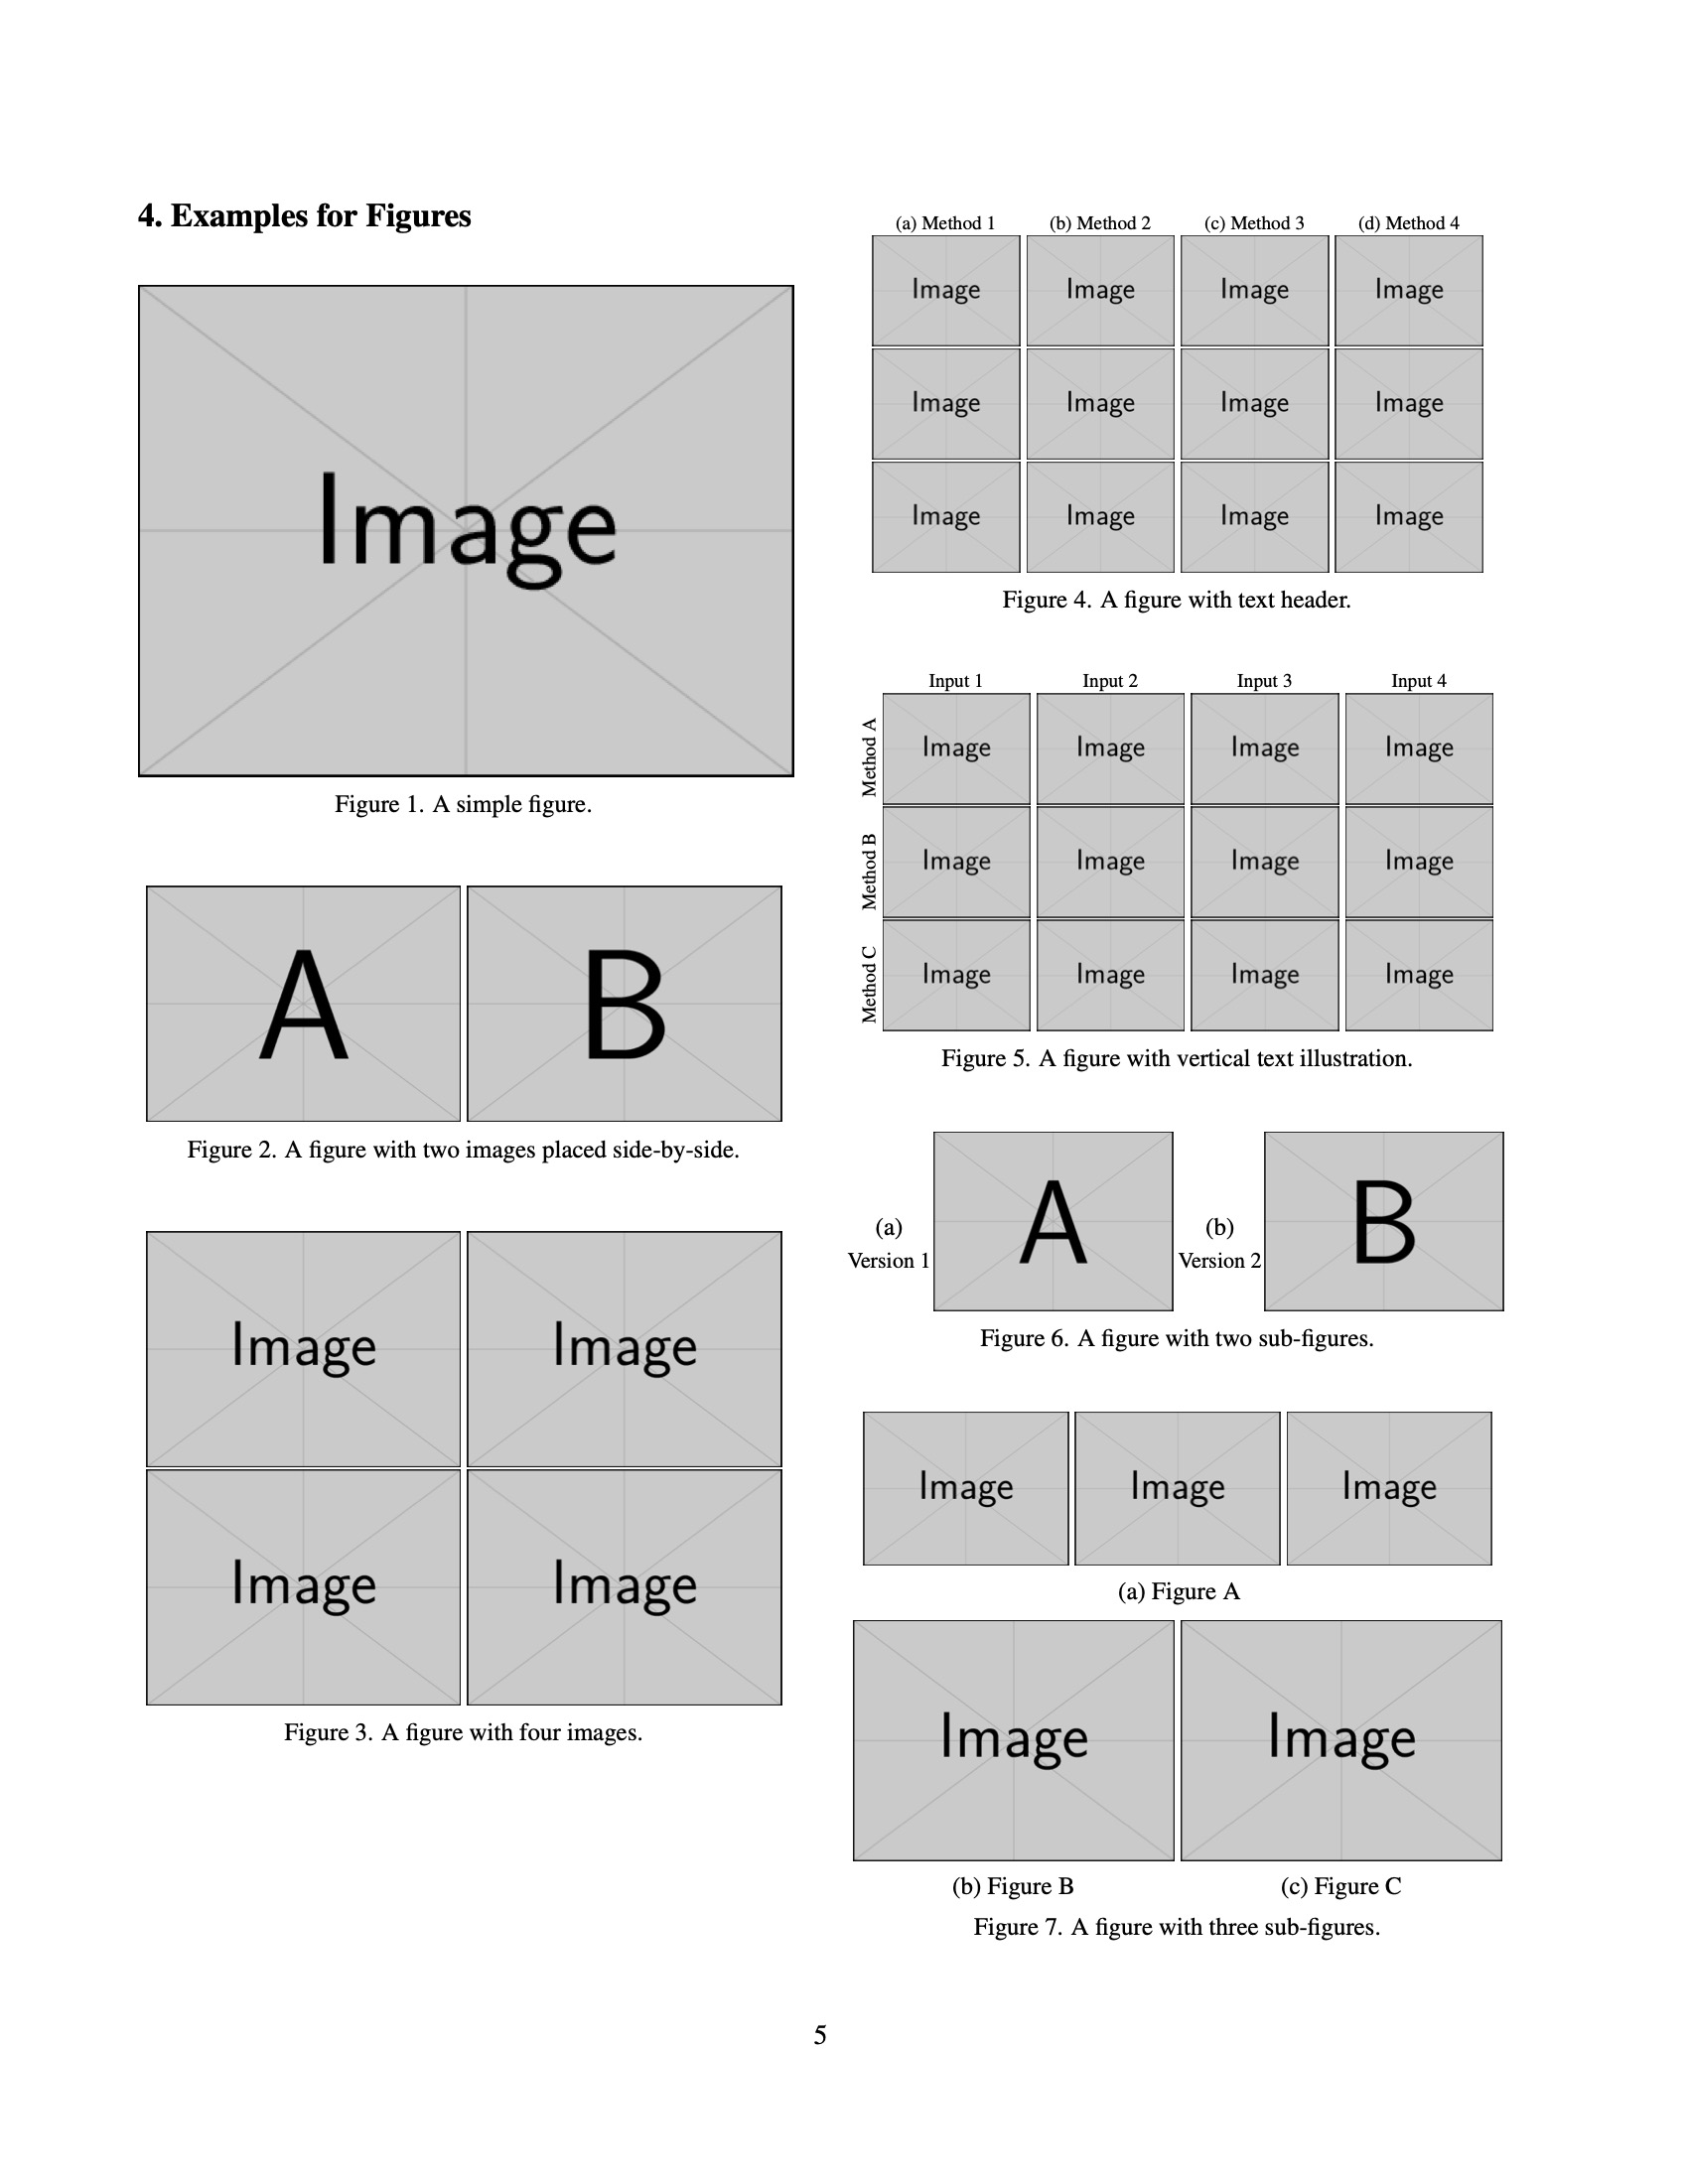 4. Examples for Figures
Image
Figure 1. A simple figure.
A B
Figure 2. A figure with two images placed side-by-side.
Image Image
Image Image
Figure 3. A figure with four images.
(a) Method 1 (b) Method 2 (c) Method 3 (d) Method 4
Image Image Image Image
Image Image Image Image
Image Image Image Image
Figure 4. A figure with text header.
Input 1 Input 2 Input 3 Input 4
Method A Image Image Image Image
Method B Image Image Image Image
Method C Image Image Image Image
Figure 5. A figure with vertical text illustration.
(a) A (b) B
Version 1 Version 2
Figure 6. A figure with two sub-figures.
Image Image Image
(a) Figure A
Image Image
(b) Figure B (c) Figure C
Figure 7. A figure with three sub-figures.
5